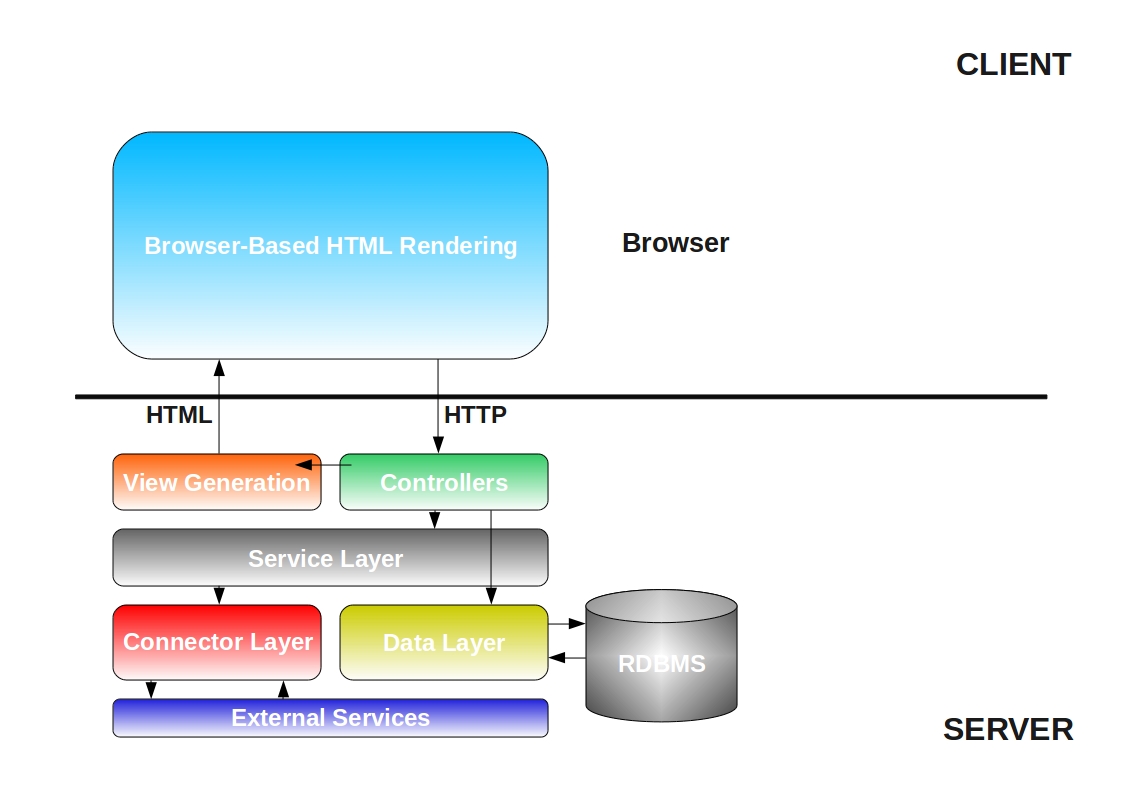 CLIENT
Browser-Based HTML Rendering
Browser
HTML
HTTP
View Generation
Controllers
Service Layer
Connector Layer
Data Layer
RDBMS
External Services
SERVER